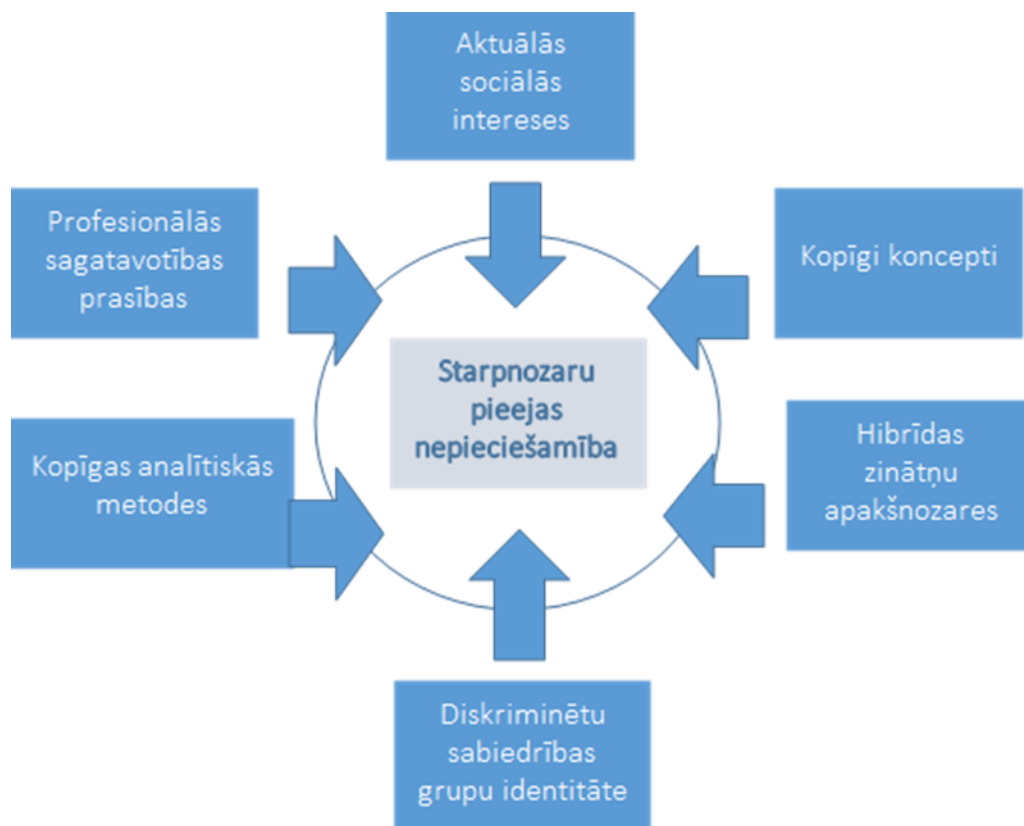 Aktuālās
sociālās
intereses
Profesionālās
sagatavotības
prasības
Kopīgi koncepti
Starpnozaru
pieejas
nepieciešamība
Kopīgas analītiskās
metodes
Hibrīdas
zinātņu
apakšnozares
Diskriminētu
sabiedrības
grupu identitāte